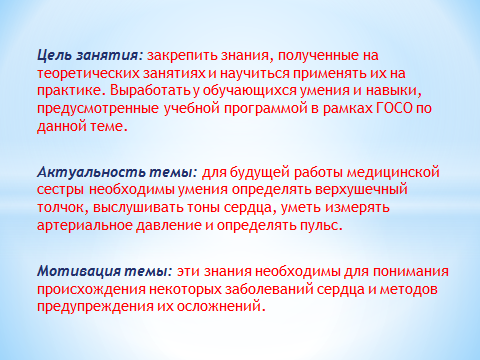 Цель занятия: закрепить знания, полученные на
теоретических занятиях и научиться применять их на
практике. Выработать у обучающихся умения и навыки,
предусмотренные учебной программой в рамках ГОСО по
данной теме.
Актуальность темы: для будущей работы медицинской
сестры необходимы умения определять верхушечный
толчок, выслушивать тоны сердца, уметь измерять
артериальное давление и определять пульс.
Мотивация темы: эти знания необходимы для понимания
происхождения некоторых заболеваний сердца и методов
предупреждения их осложнений.